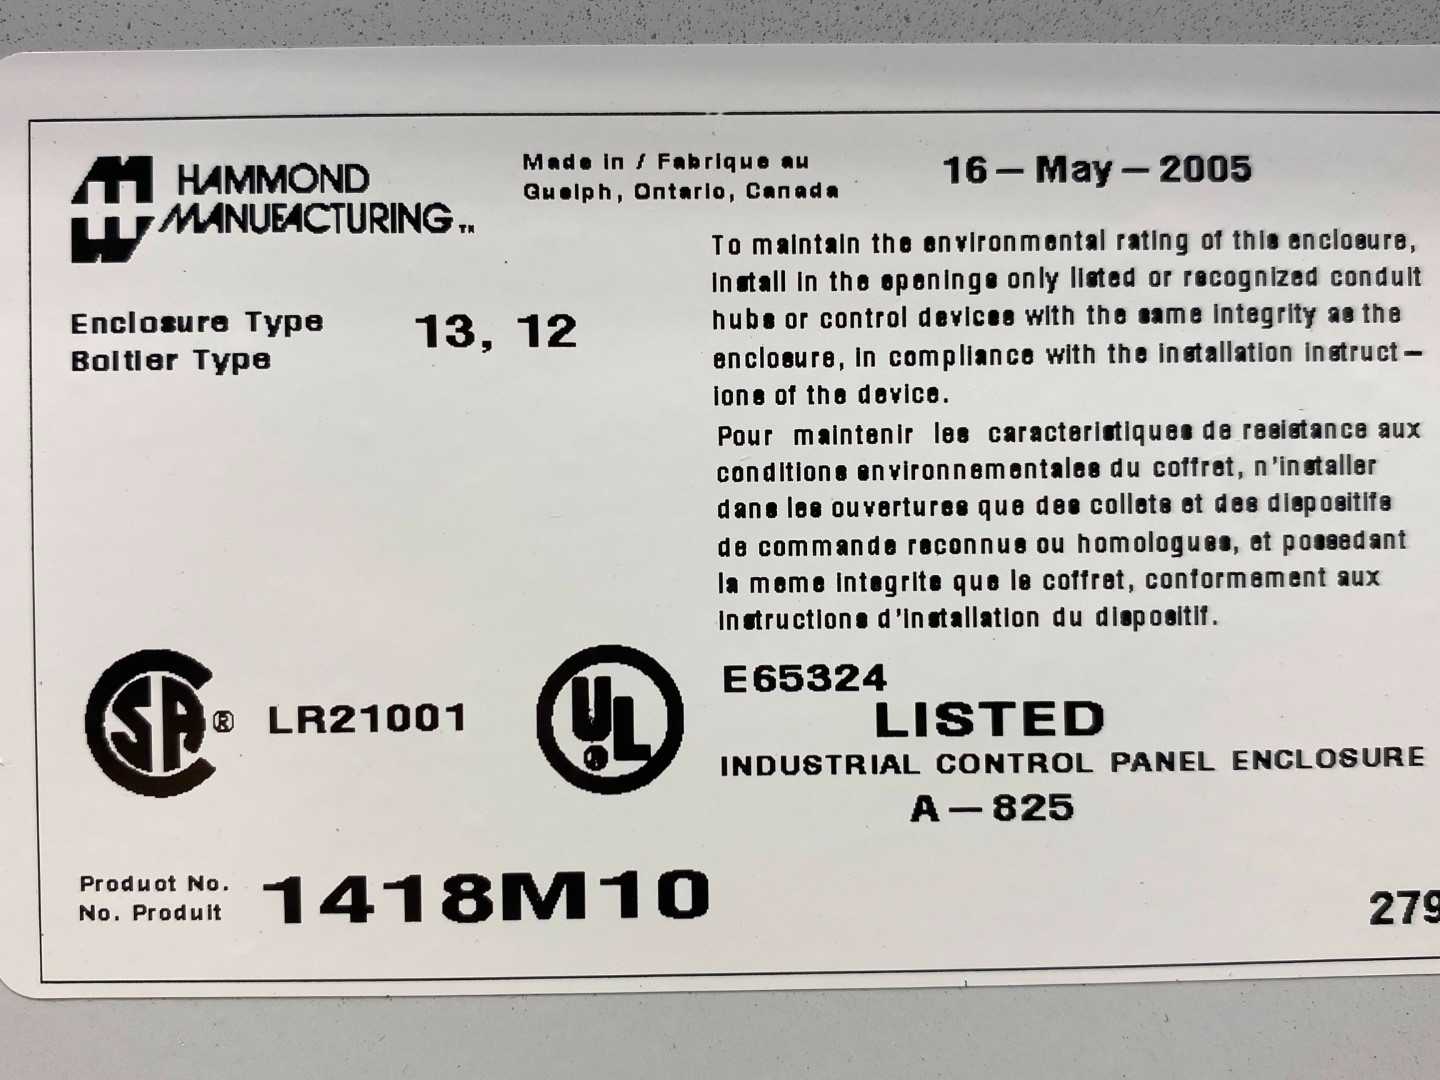 HAMMOND
MANUFACTURING TM
Made in / Fabrique au
Guelph, Ontario, Canada
16-May-2005
Enclosure Type
Boitier Type
13, 12
To maintain the environmental rating of this enclosure,
install in the openings only listed or recognized conduit
hubs or control devices with the same integrity as the
enclosure, in compliance with the installation instruct-
ions of the device.
Pour maintenir les caracteristiques de resistance aux
conditions environnementales du coffret, n'installer
dans les ouvertures que des collets et des dispositifs
de commande reconnus ou homologues, et possedant
la meme integrite que le coffret, conformement aux
instructions d'installation du dispositif.
SA ® LR21001
UL ®
E65324
LISTED
INDUSTRIAL CONTROL PANEL ENCLOSURE
A-825
Product No.
No. Produit
1418M10
279